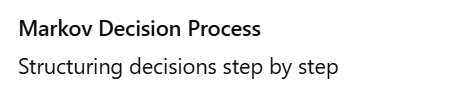 Markov Decision Process
Structuring decisions step by step